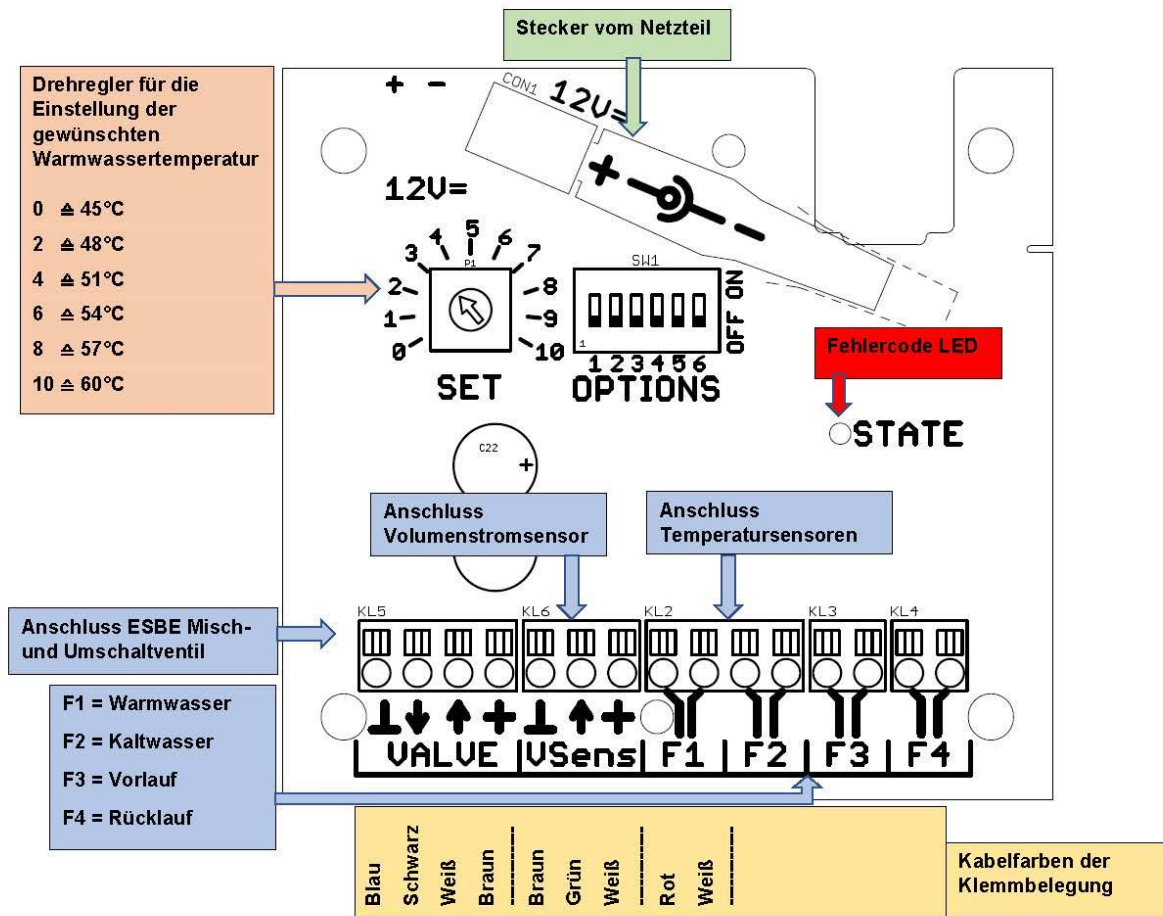 Stecker vom Netzteil
Drehregler für die
Einstellung der
gewünschten
Warmwassertemperatur
0 ≙ 45°C
2 ≙ 48°C
4 ≙ 51°C
6 ≙ 54°C
8 ≙ 57°C
10 ≙ 60°C
+ -
CON1
12V=
+ -
12V=
0 1 2 3 4 5 6 7 8 9 10
P1
SET
SW1
1
OFF ON
1 2 3 4 5 6
OPTIONS
Fehlercode LED
STATE
C22
+
Anschluss
Volumenstromsensor
Anschluss
Temperatursensoren
Anschluss ESBE Misch-
und Umschaltventil
KL5 KL6 KL2 KL3 KL4
⊥ ↓ ↑ + ⊥ ↑ +
VALVE VSens F1 F2 F3 F4
F1 = Warmwasser
F2 = Kaltwasser
F3 = Vorlauf
F4 = Rücklauf
Blau
Schwarz
Weiß
Braun
Braun
Grün
Weiß
Rot
Weiß
Kabelfarben der
Klemmbelegung